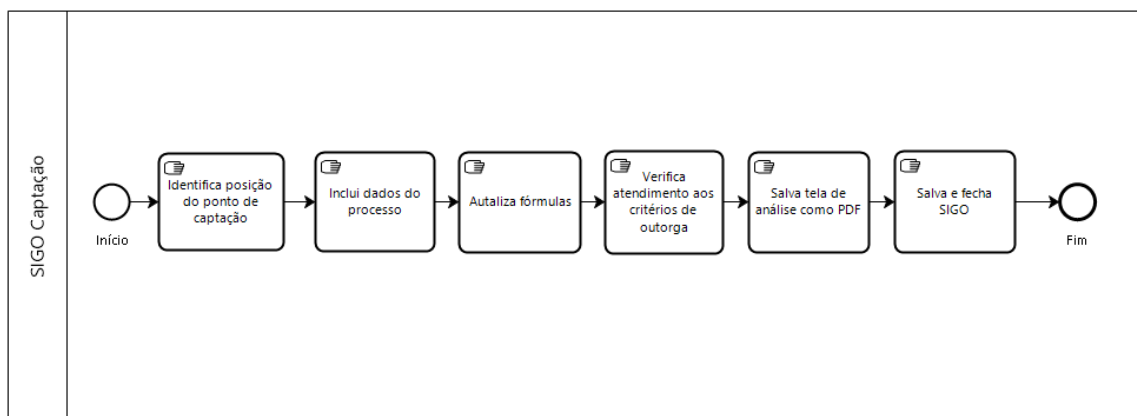 SIGO Captação
Início
Identifica posição
do ponto de
captação
Inclui dados do
processo
Autaliza fórmulas
Verifica
atendimento aos
critérios de
outorga
Salva tela de
análise como PDF
Salva e fecha
SIGO
Fim